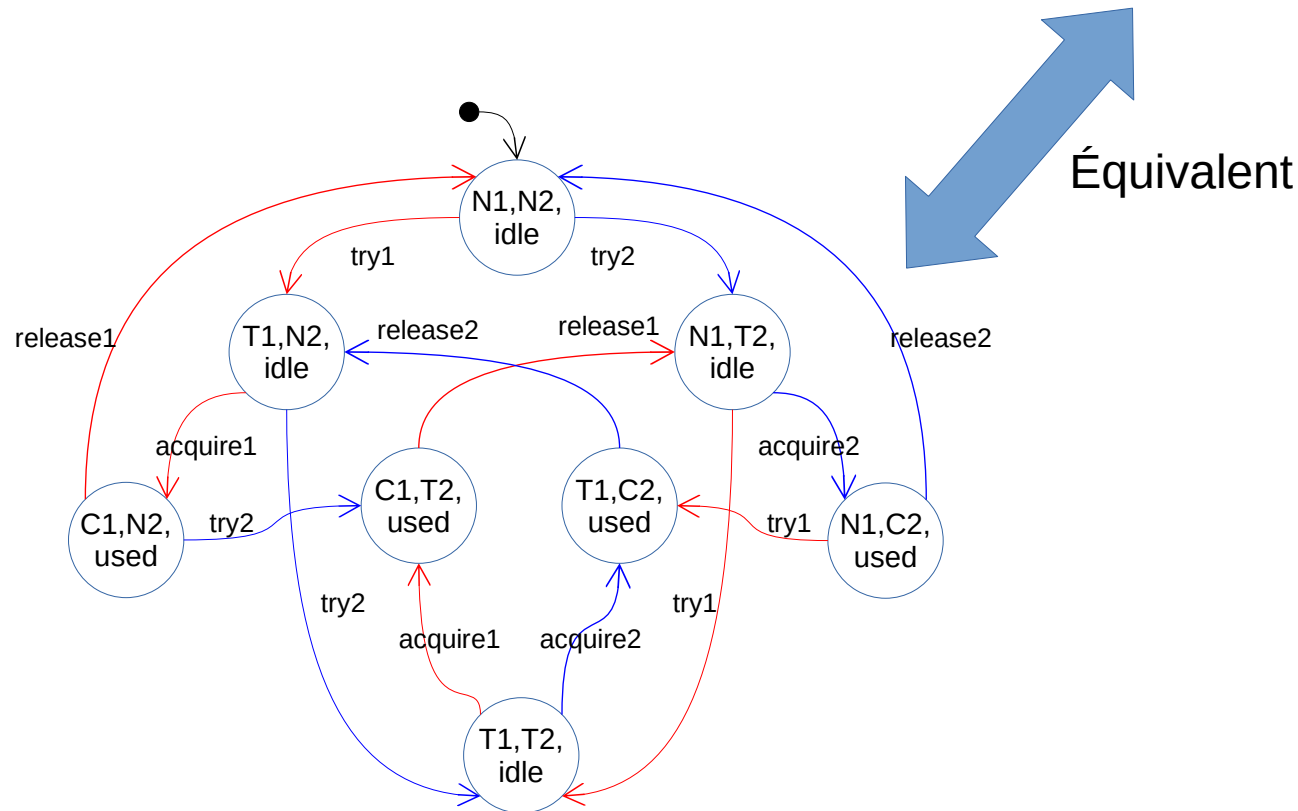 Équivalent
N1,N2,
idle
try1
try2
release1
T1,N2,
idle
release2
release1
N1,T2,
idle
release2
acquire1
C1,T2,
used
T1,C2,
used
acquire2
C1,N2,
used
try2
try1
N1,C2,
used
try2
acquire1
acquire2
try1
T1,T2,
idle